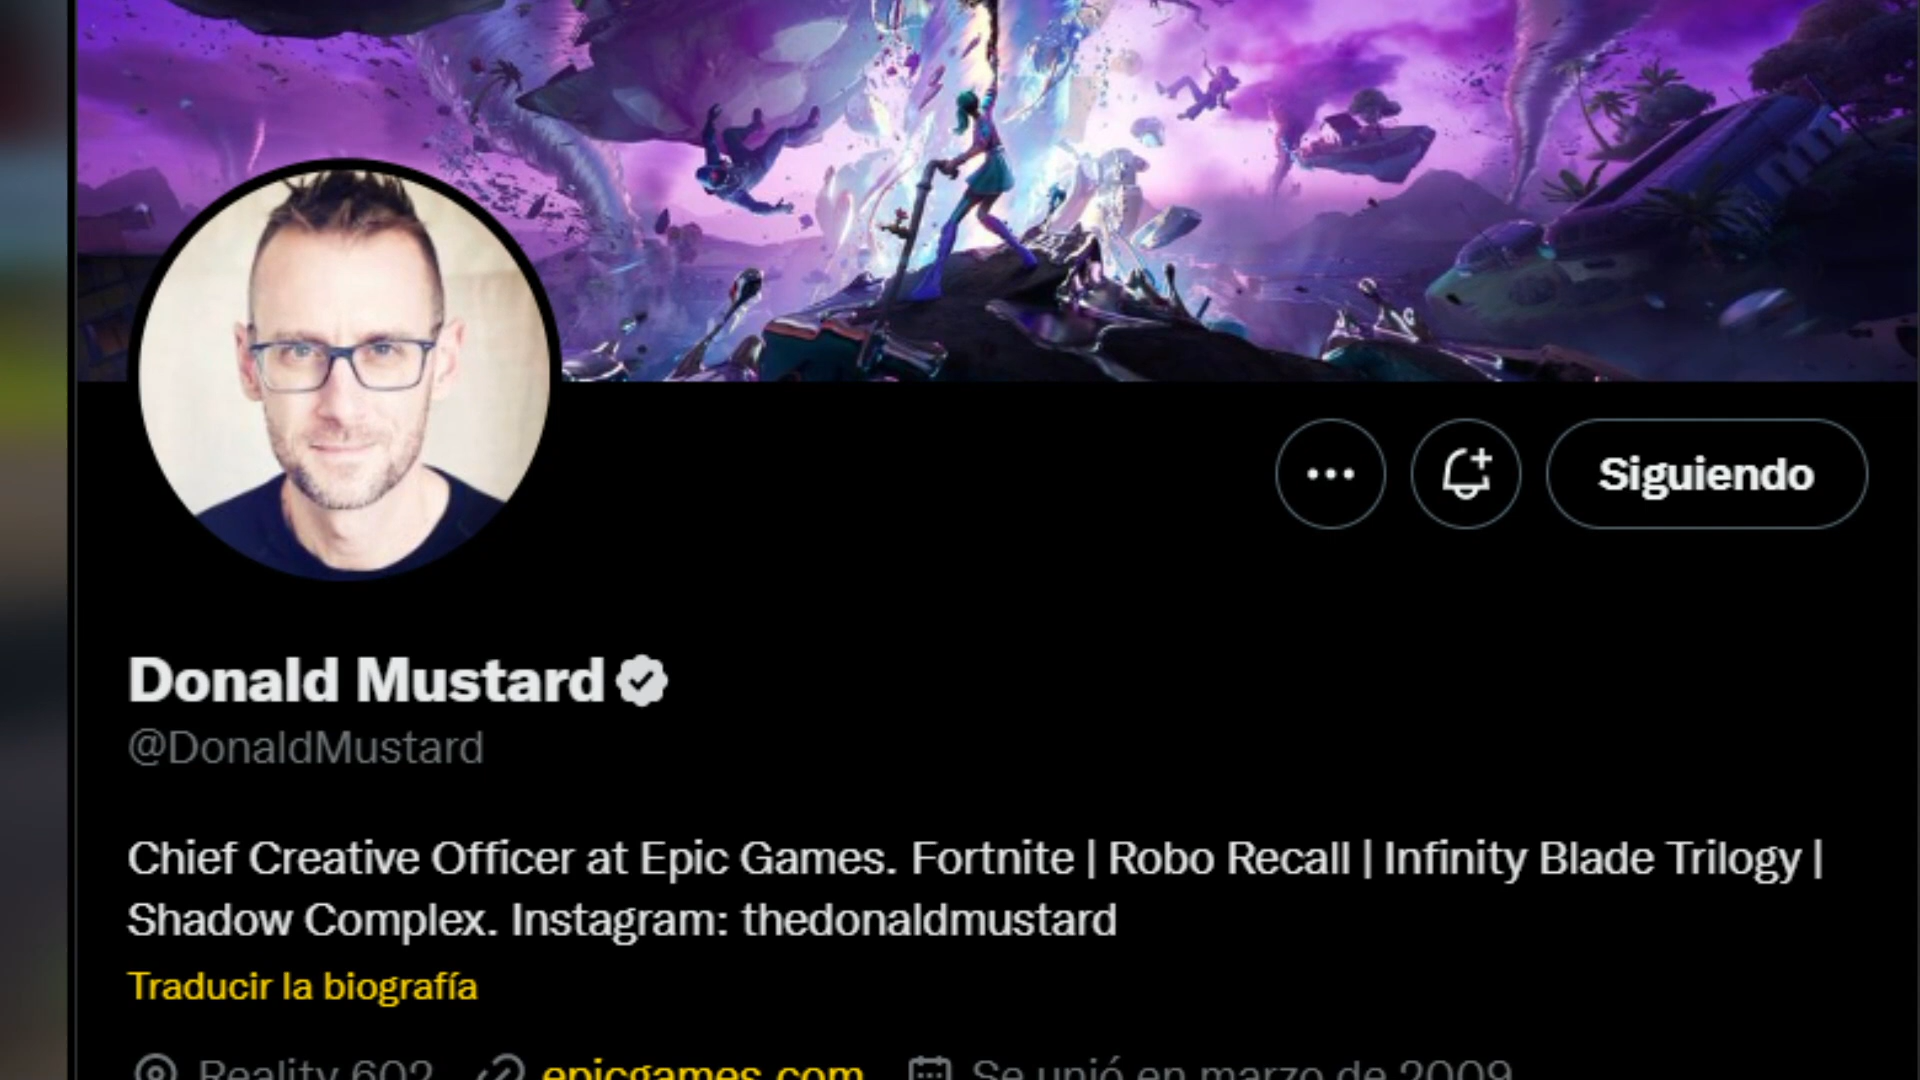 Siguiendo
Donald Mustard
@DonaldMustard
Chief Creative Officer at Epic Games. Fortnite | Robo Recall | Infinity Blade Trilogy |
Shadow Complex. Instagram: thedonaldmustard
Traducir la biografía
Reality 602 epicgames.com Se unió en marzo de 2009